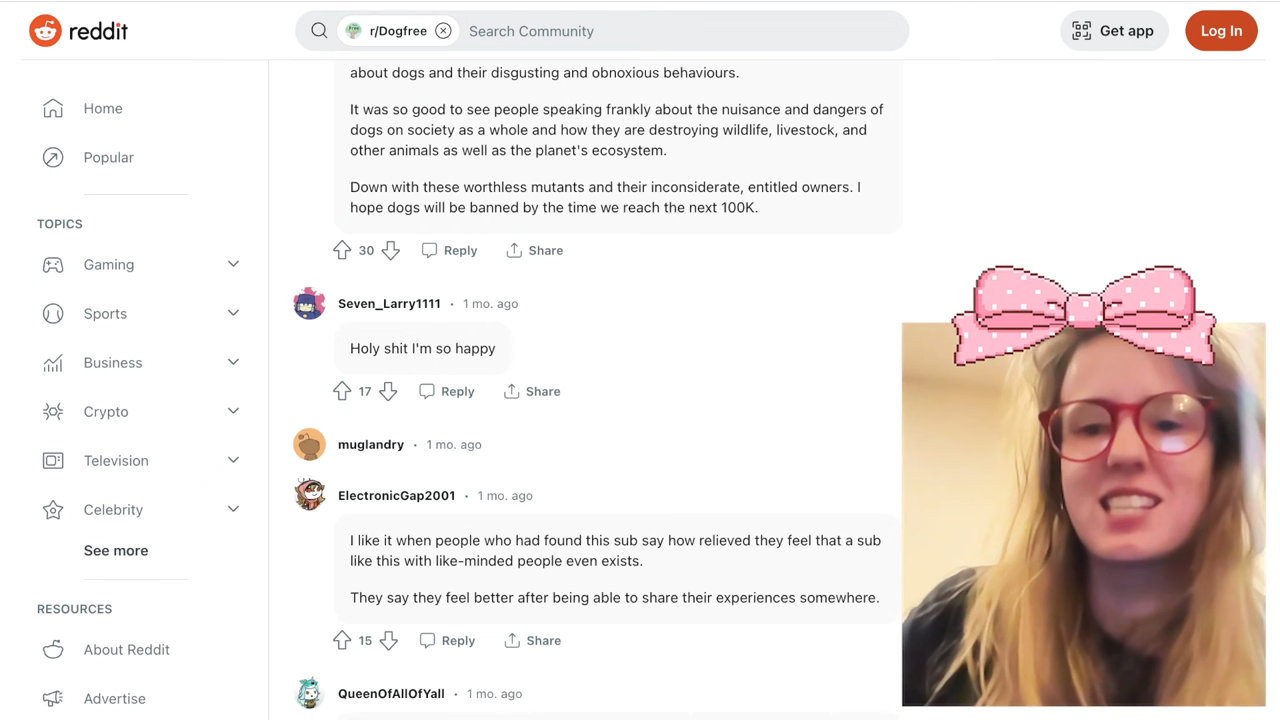 reddit
r/Dogfree
Search Community
Get app
Log In
Home
Popular
TOPICS
Gaming
Sports
Business
Crypto
Television
Celebrity
See more
RESOURCES
About Reddit
Advertise
about dogs and their disgusting and obnoxious behaviours.
It was so good to see people speaking frankly about the nuisance and dangers of
dogs on society as a whole and how they are destroying wildlife, livestock, and
other animals as well as the planet's ecosystem.
Down with these worthless mutants and their inconsiderate, entitled owners. I
hope dogs will be banned by the time we reach the next 100K.
30 Reply Share
Seven_Larry1111 · 1 mo. ago
Holy shit I'm so happy
17 Reply Share
muglandry · 1 mo. ago
ElectronicGap2001 · 1 mo. ago
I like it when people who had found this sub say how relieved they feel that a sub
like this with like-minded people even exists.
They say they feel better after being able to share their experiences somewhere.
15 Reply Share
QueenOfAllOfYall · 1 mo. ago